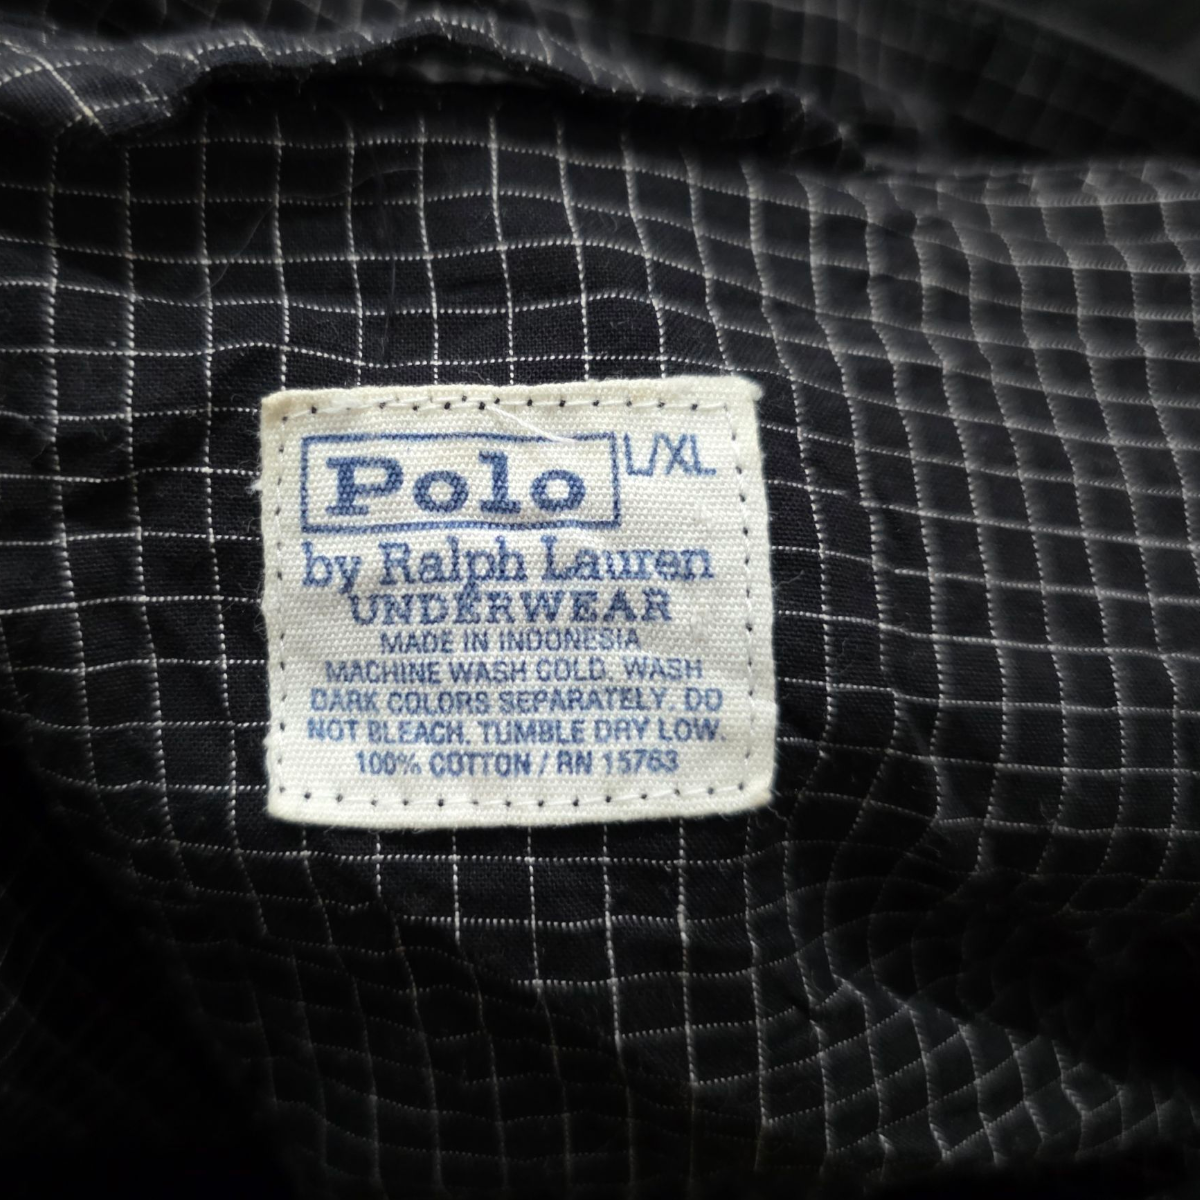 Polo L/XL
by Ralph Lauren
UNDERWEAR
MADE IN INDONESIA
MACHINE WASH COLD. WASH
DARK COLORS SEPARATELY. DO
NOT BLEACH. TUMBLE DRY LOW.
100% COTTON / RN 15763